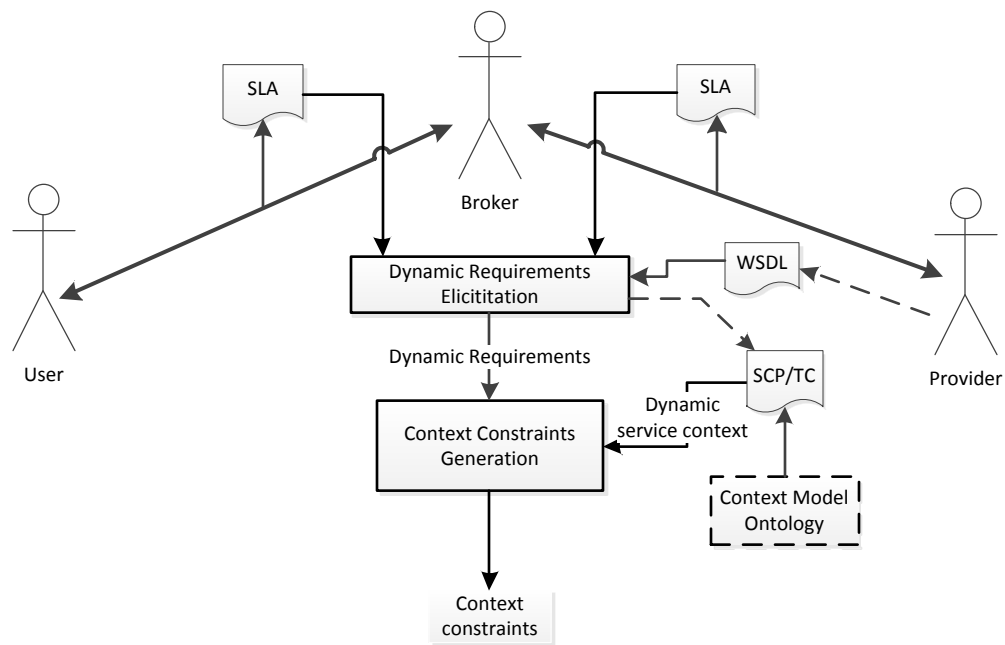 SLA
SLA
Broker
User
Provider
Dynamic Requirements
Elicititation
WSDL
Dynamic Requirements
SCP/TC
Dynamic
service context
Context Constraints
Generation
Context Model
Ontology
Context
constraints